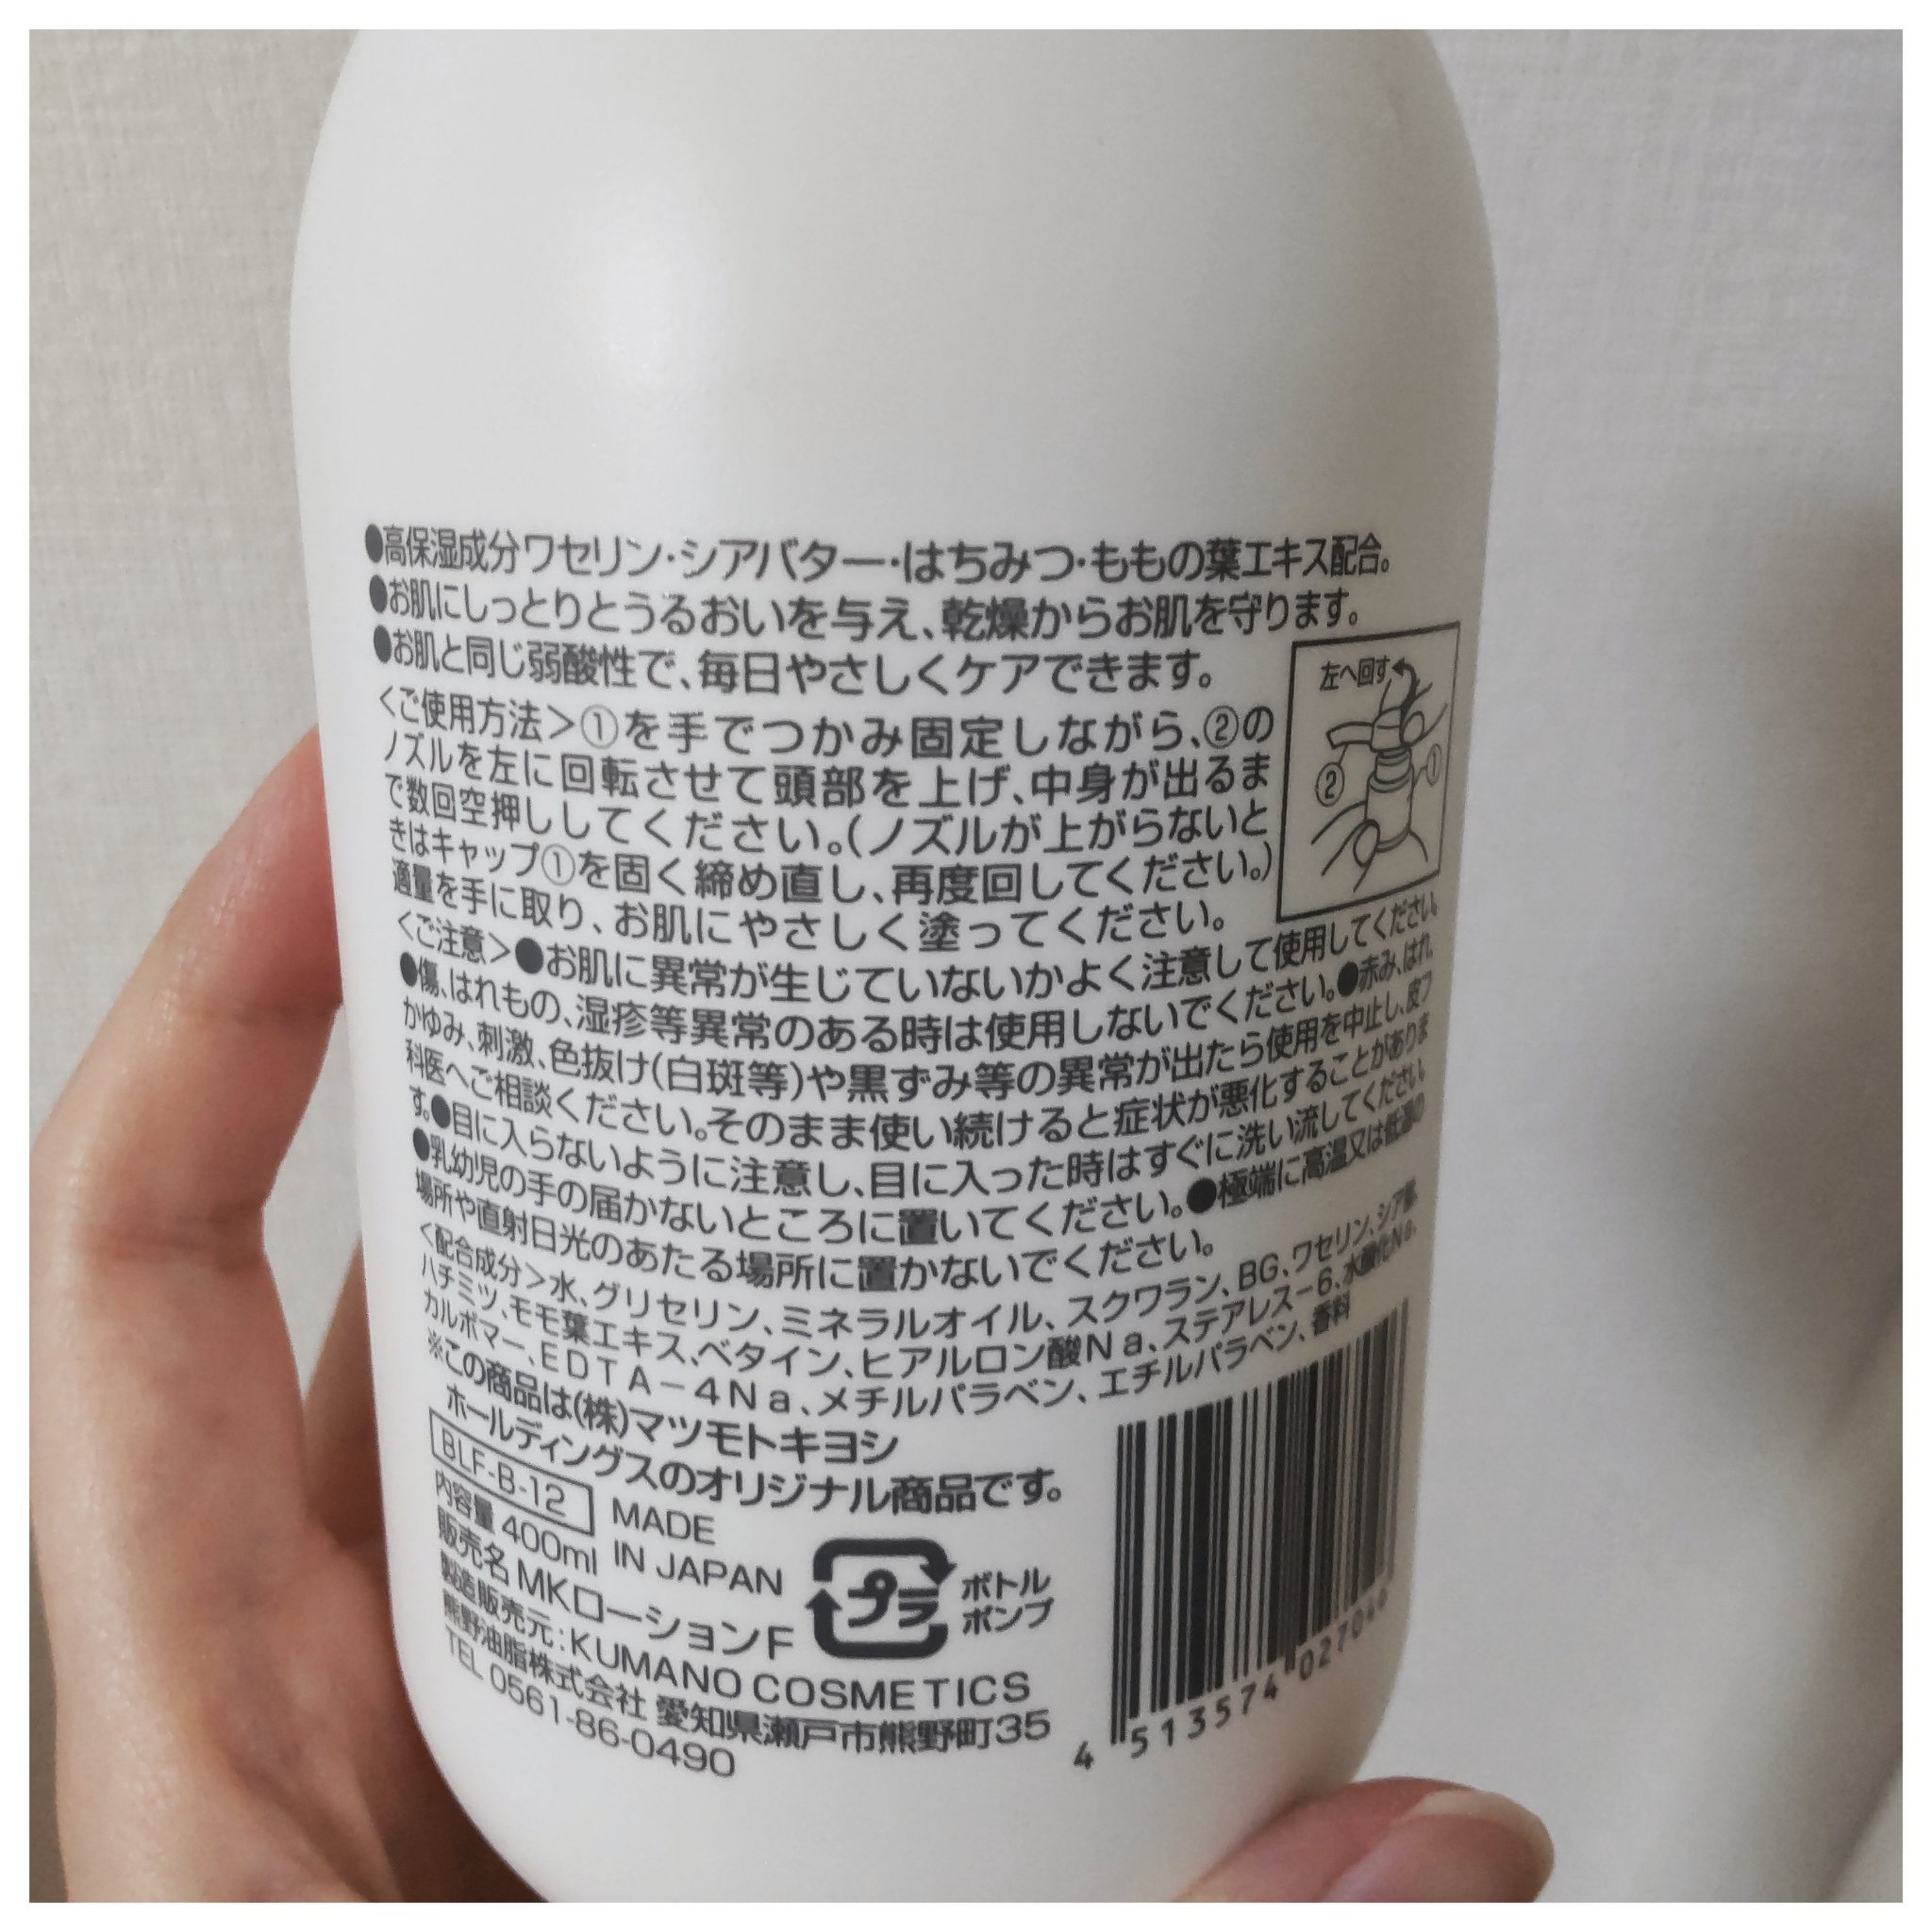 ●高保湿成分ワセリン・シアバター・はちみつ・ももの葉エキス配合。
●お肌にしっとりとうるおいを与え、乾燥からお肌を守ります。
●お肌と同じ弱酸性で、毎日やさしくケアできます。
<ご使用方法>①を手でつかみ固定しながら、②の
ノズルを左に回転させて頭部を上げ、中身が出るま
で数回空押ししてください。(ノズルが上がらないと
きはキャップ①を固く締め直し、再度回してください。)
適量を手に取り、お肌にやさしく塗ってください。
左へ回す
②
①
<ご注意>●お肌に異常が生じていないかよく注意して使用してください。
●傷、はれもの、湿疹等異常のある時は使用しないでください。●赤み、はれ、
かゆみ、刺激、色抜け(白斑等)や黒ずみ等の異常が出たら使用を中止し、皮フ
科医へご相談ください。そのまま使い続けると症状が悪化することがありま
す。●目に入らないように注意し、目に入った時はすぐに洗い流してください。
●乳幼児の手の届かないところに置いてください。●極端に高温又は低温の
場所や直射日光のあたる場所に置かないでください。
<配合成分>水、グリセリン、ミネラルオイル、スクワラン、BG、ワセリン、シア脂、
ハチミツ、モモ葉エキス、ベタイン、ヒアルロン酸Na、ステアレス-6、水酸化Na、
カルボマー、EDTA-4Na、メチルパラベン、エチルパラベン、香料
※この商品は(株)マツモトキヨシ
ホールディングスのオリジナル商品です。
BLF-B-12
MADE
IN JAPAN
内容量 400ml
販売名 MKローションF
プラ
ボトル
ポンプ
製造販売元:KUMANO COSMETICS
熊野油脂株式会社 愛知県瀬戸市熊野町35
TEL 0561-86-0490
4 513574 027046